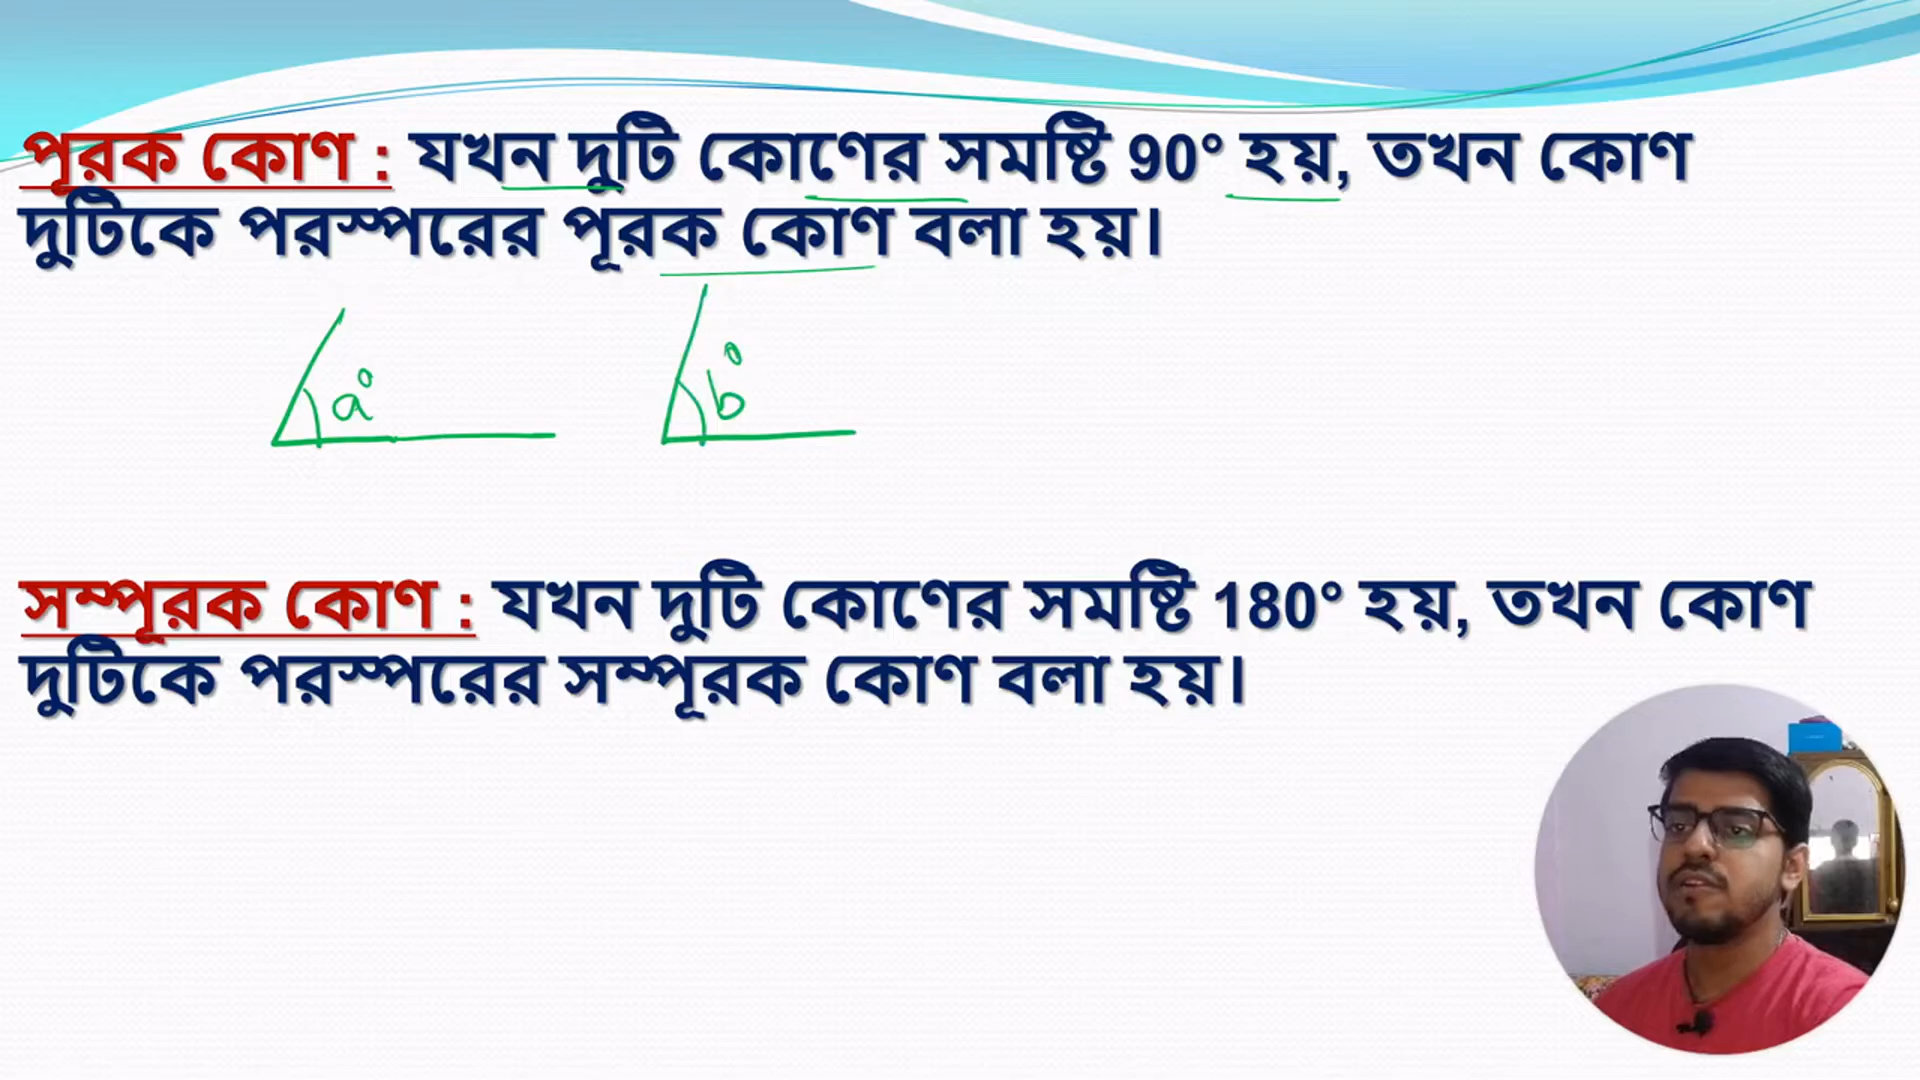 পূরক কোণ : যখন দুটি কোণের সমষ্টি 90° হয়, তখন কোণ
দুটিকে পরস্পরের পূরক কোণ বলা হয়।
a° b°
সম্পূরক কোণ : যখন দুটি কোণের সমষ্টি 180° হয়, তখন কোণ
দুটিকে পরস্পরের সম্পূরক কোণ বলা হয়।